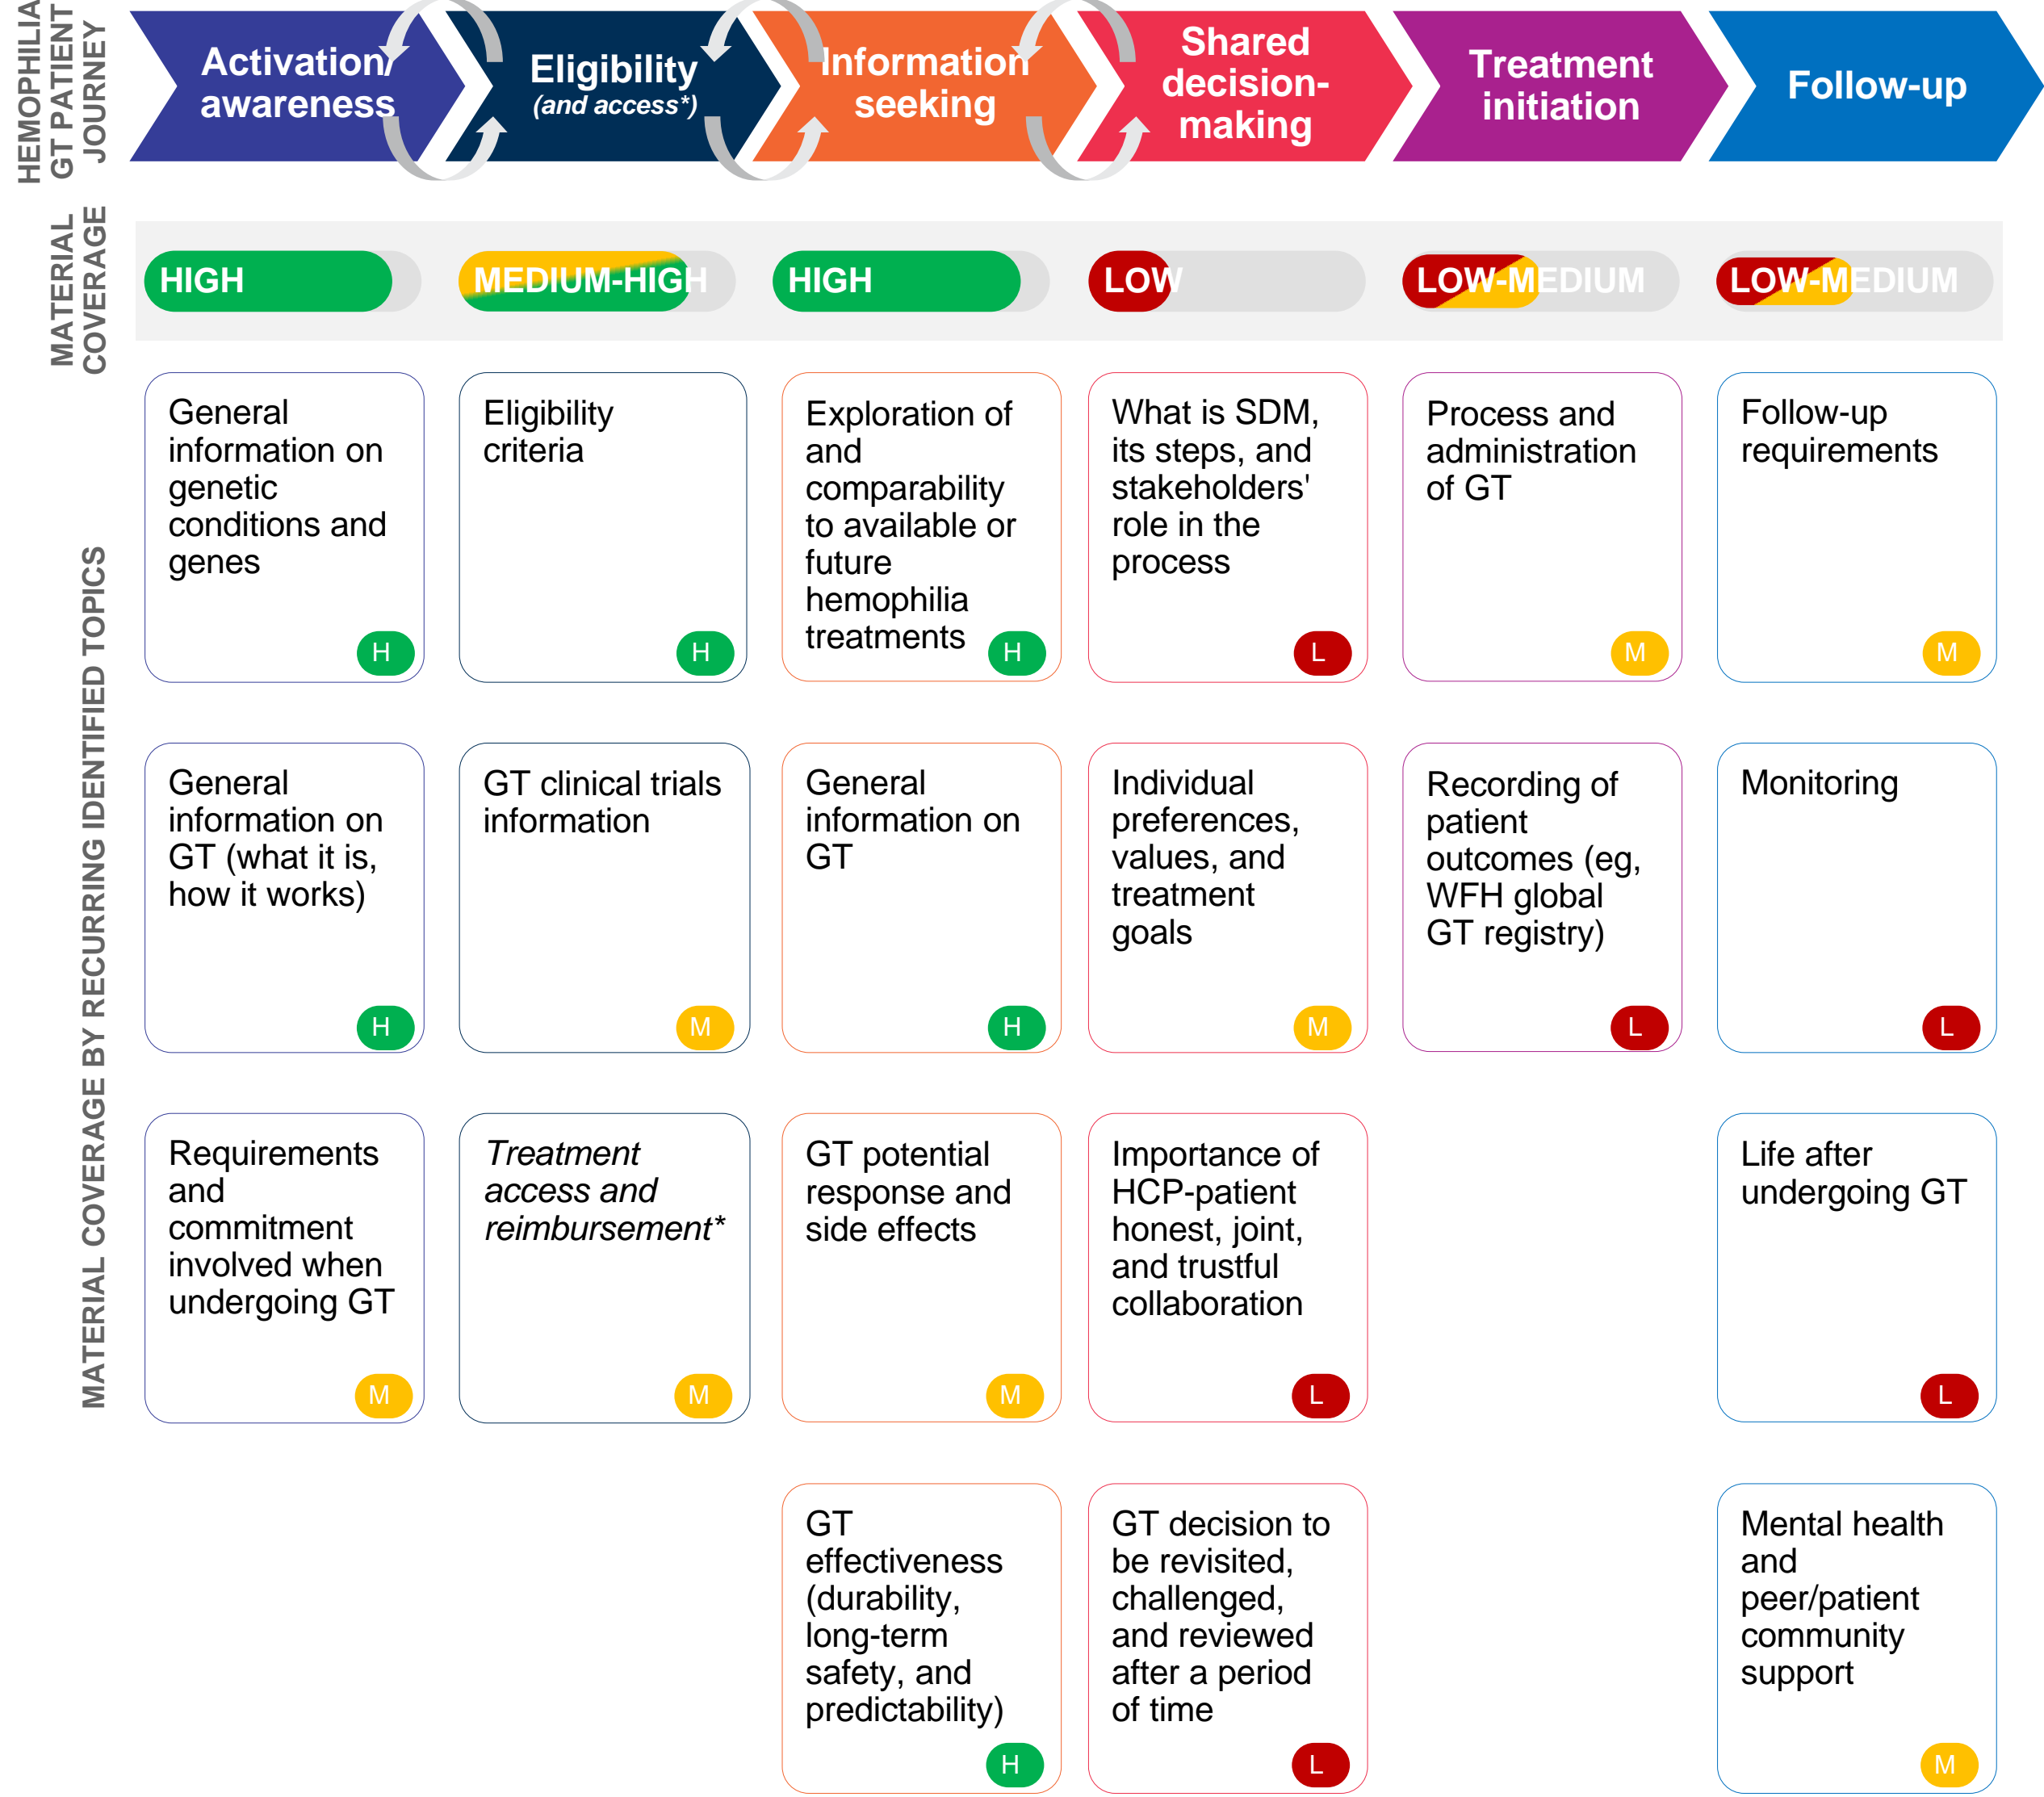 HEMOPHILIA
GT PATIENT
JOURNEY
Activation/
awareness
Eligibility
(and access*)
Information
seeking
Shared
decision-
making
Treatment
initiation
Follow-up
MATERIAL
COVERAGE
HIGH
MEDIUM-HIGH
HIGH
LOW
LOW-MEDIUM
LOW-MEDIUM
MATERIAL COVERAGE BY RECURRING IDENTIFIED TOPICS
General
information on
genetic
conditions and
genes
H
Eligibility
criteria
H
Exploration of
and
comparability
to available or
future
hemophilia
treatments
H
What is SDM,
its steps, and
stakeholders'
role in the
process
L
Process and
administration
of GT
M
Follow-up
requirements
M
General
information on
GT (what it is,
how it works)
H
GT clinical trials
information
M
General
information on
GT
H
Individual
preferences,
values, and
treatment
goals
M
Recording of
patient
outcomes (eg,
WFH global
GT registry)
L
Monitoring
L
Requirements
and
commitment
involved when
undergoing GT
M
Treatment
access and
reimbursement*
M
GT potential
response and
side effects
M
Importance of
HCP-patient
honest, joint,
and trustful
collaboration
L
Life after
undergoing GT
L
GT
effectiveness
(durability,
long-term
safety, and
predictability)
H
GT decision to
be revisited,
challenged,
and reviewed
after a period
of time
L
Mental health
and
peer/patient
community
support
M